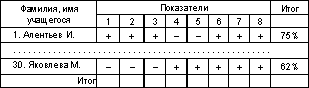 Фамилия, имя учащегося Показатели Итог
1 2 3 4 5 6 7 8
1. Алентьев И. + + + – – + + + 75%
. . . . . . . . . . . . . . . . . . . . . . . . . . . . . . . . . . . . . . . .
30. Яковлева М. – – – + + + + + 62%
Итог